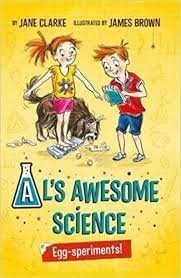 BY JANE CLARKE ILLUSTRATED BY JAMES BROWN
AL'S AWESOME
SCIENCE
Egg-speriments!